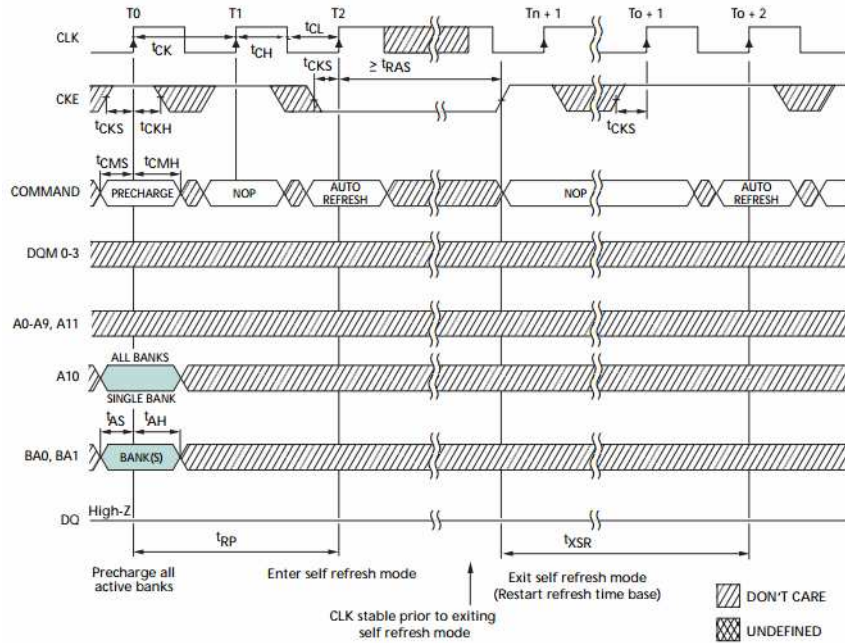 T0 T1 T2 Tn + 1 To + 1 To + 2
CLK
tCK tCH tCL
tCKS ≥ tRAS
CKE
tCKS tCKH tCKS
tCMS tCMH
COMMAND PRECHARGE NOP AUTO REFRESH NOP AUTO REFRESH
DQM 0-3
A0-A9, A11
ALL BANKS
A10
SINGLE BANK
tAS tAH
BA0, BA1 BANK(S)
DQ High-Z
tRP tXSR
Precharge all
active banks
Enter self refresh mode
CLK stable prior to exiting
self refresh mode
Exit self refresh mode
(Restart refresh time base)
DON'T CARE
UNDEFINED